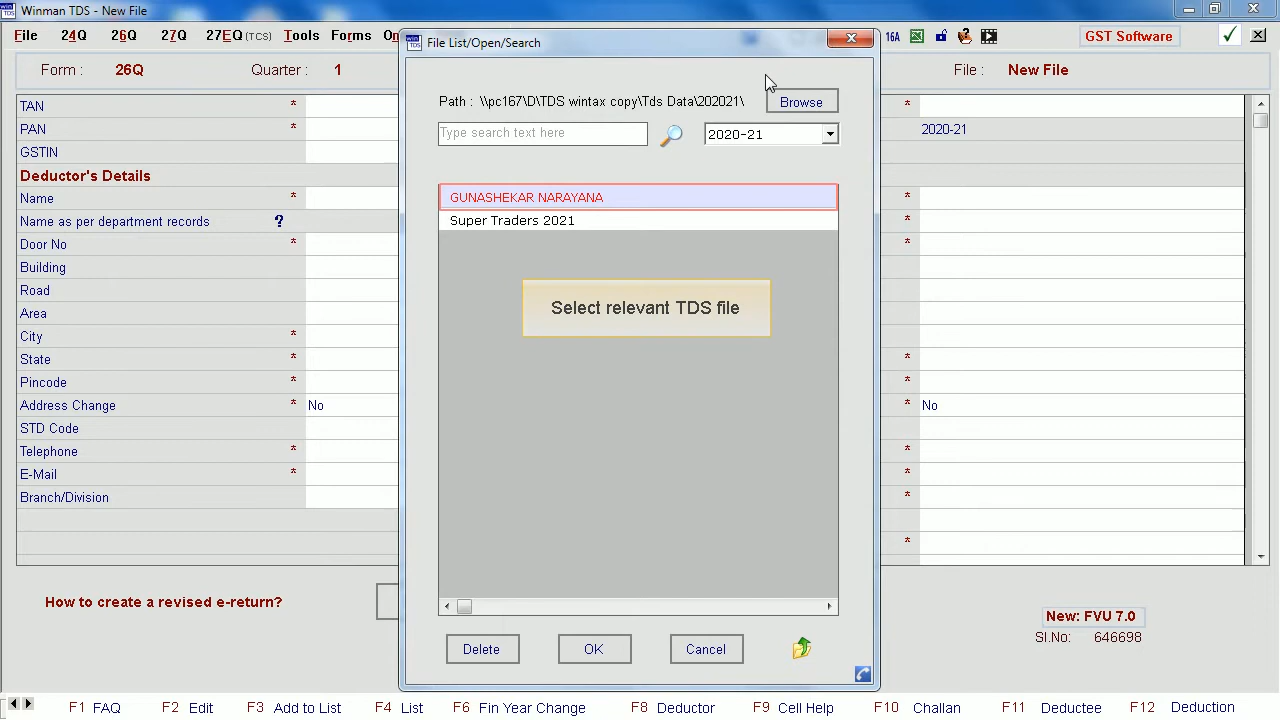 Winman TDS - New File
File 24Q 26Q 27Q 27EQ (TCS) Tools Forms On
16A
GST Software
File List/Open/Search
Form : 26Q Quarter : 1
File : New File
Path : \\pc167\D\TDS wintax copy\Tds Data\202021\
Browse
Type search text here
2020-21
GUNASHEKAR NARAYANA
Super Traders 2021
Select relevant TDS file
Delete
OK
Cancel
TAN *
PAN *
GSTIN
Deductor's Details
Name *
Name as per department records ?
Door No *
Building
Road
Area
City *
State *
Pincode *
Address Change * No
STD Code
Telephone *
E-Mail *
Branch/Division
*
2020-21
*
*
*
*
*
* No
*
*
*
*
How to create a revised e-return?
New: FVU 7.0
Sl.No: 646698
F1 FAQ F2 Edit F3 Add to List F4 List F6 Fin Year Change F8 Deductor F9 Cell Help F10 Challan F11 Deductee F12 Deduction